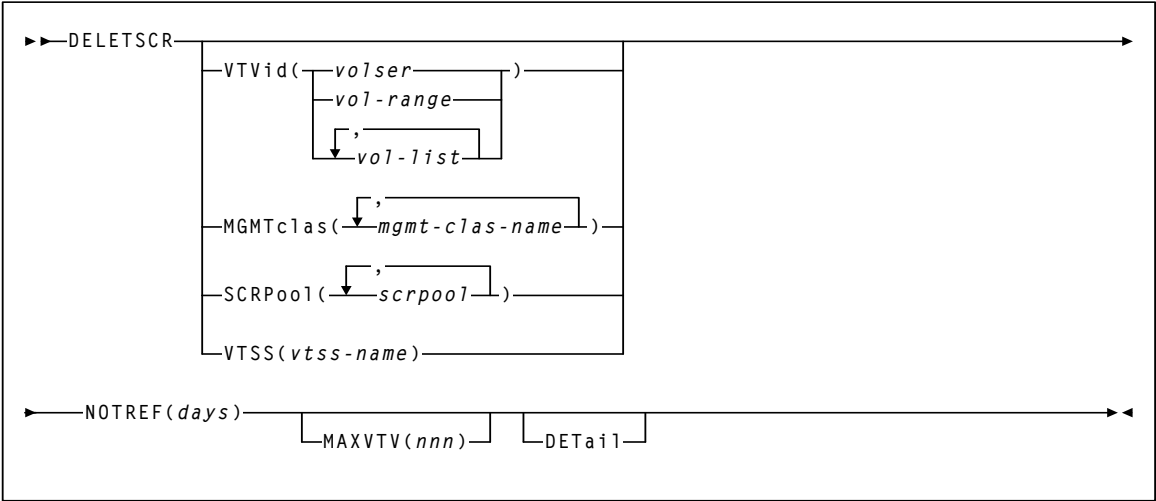 DELETSCR
VTVid( volser )
vol-range
,
vol-list
,
MGMTclas( mgmt-clas-name )
,
SCRPool( scrpool )
VTSS(vtss-name)
NOTREF(days)
MAXVTV(nnn) DETail